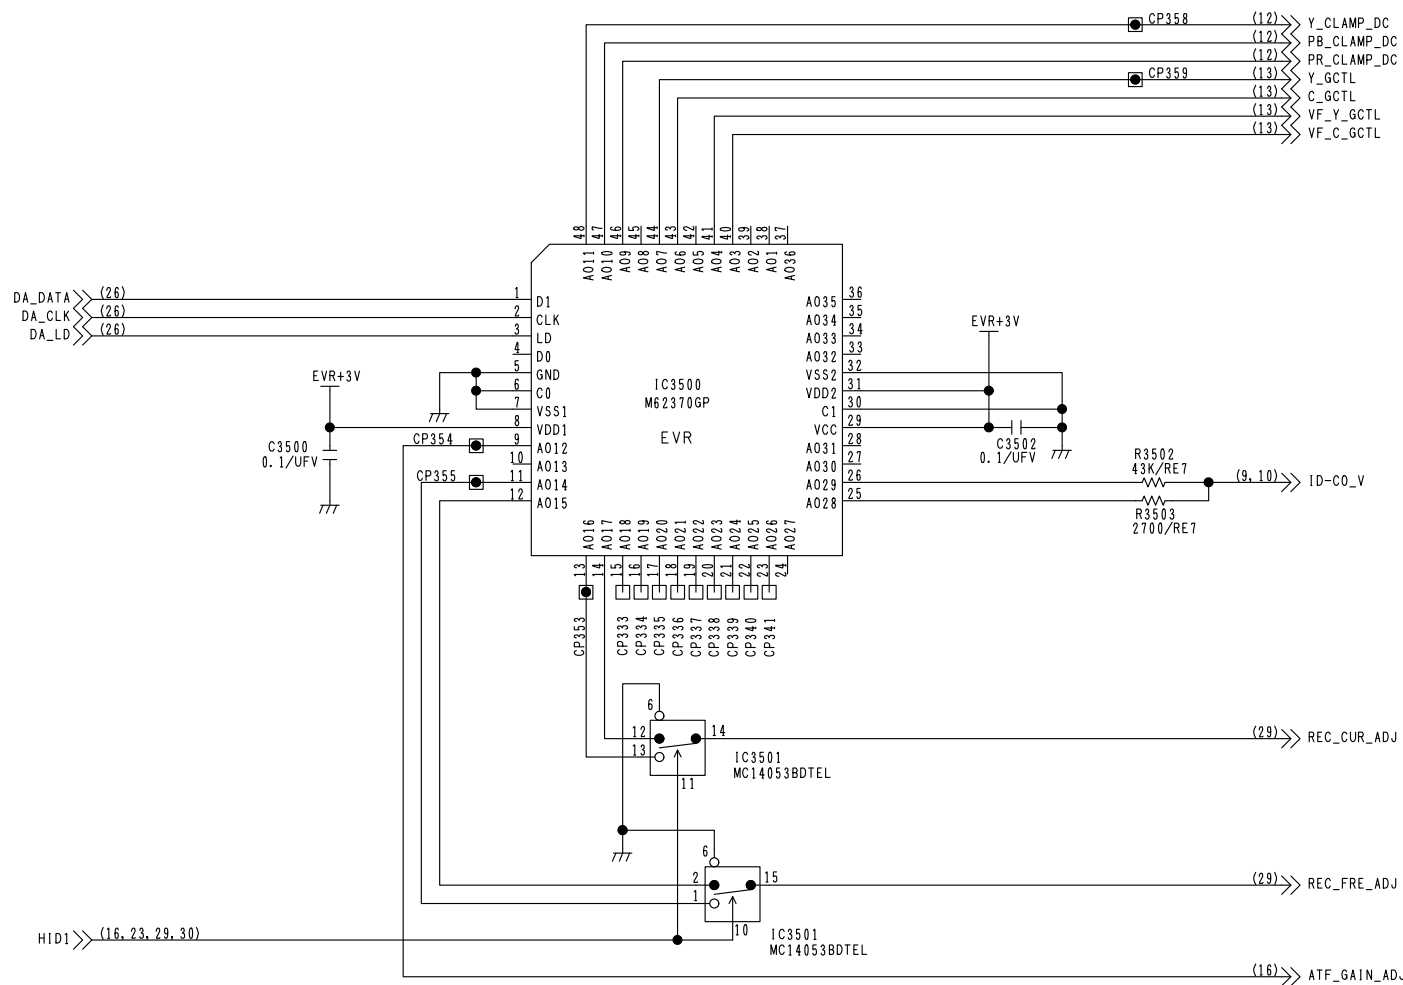 CP358 (12) Y_CLAMP_DC
(12) PB_CLAMP_DC
(12) PR_CLAMP_DC
CP359 (13) Y_GCTL
(13) C_GCTL
(13) VF_Y_GCTL
(13) VF_C_GCTL
48 47 46 45 44 43 42 41 40 39 38 37
AO11 AO10 AO9 AO8 AO7 AO6 AO5 AO4 AO3 AO2 AO1 AO36
DA_DATA (26) 1 D1
DA_CLK (26) 2 CLK
DA_LD (26) 3 LD
4 D0
5 GND
6 C0
7 VSS1
8 VDD1
9 AO12
10 AO13
11 AO14
12 AO15
EVR+3V
C3500
0.1/UFV
CP354
CP355
IC3500
M62370GP
EVR
AO35 36
AO34 35
AO33 34
AO32 33
VSS2 32
VDD2 31
C1 30
VCC 29
AO31 28
AO30 27
AO29 26
AO28 25
EVR+3V
C3502
0.1/UFV
R3502
43K/RE7
(9,10) ID-CO_V
R3503
2700/RE7
AO16 AO17 AO18 AO19 AO20 AO21 AO22 AO23 AO24 AO25 AO26 AO27
13 14 15 16 17 18 19 20 21 22 23 24
CP353 CP333 CP334 CP335 CP336 CP337 CP338 CP339 CP340 CP341
6
12 14 (29) REC_CUR_ADJ
13
11
IC3501
MC14053BDTEL
6
2 15 (29) REC_FRE_ADJ
1
10
IC3501
MC14053BDTEL
HID1 (16,23,29,30)
(16) ATF_GAIN_ADJ